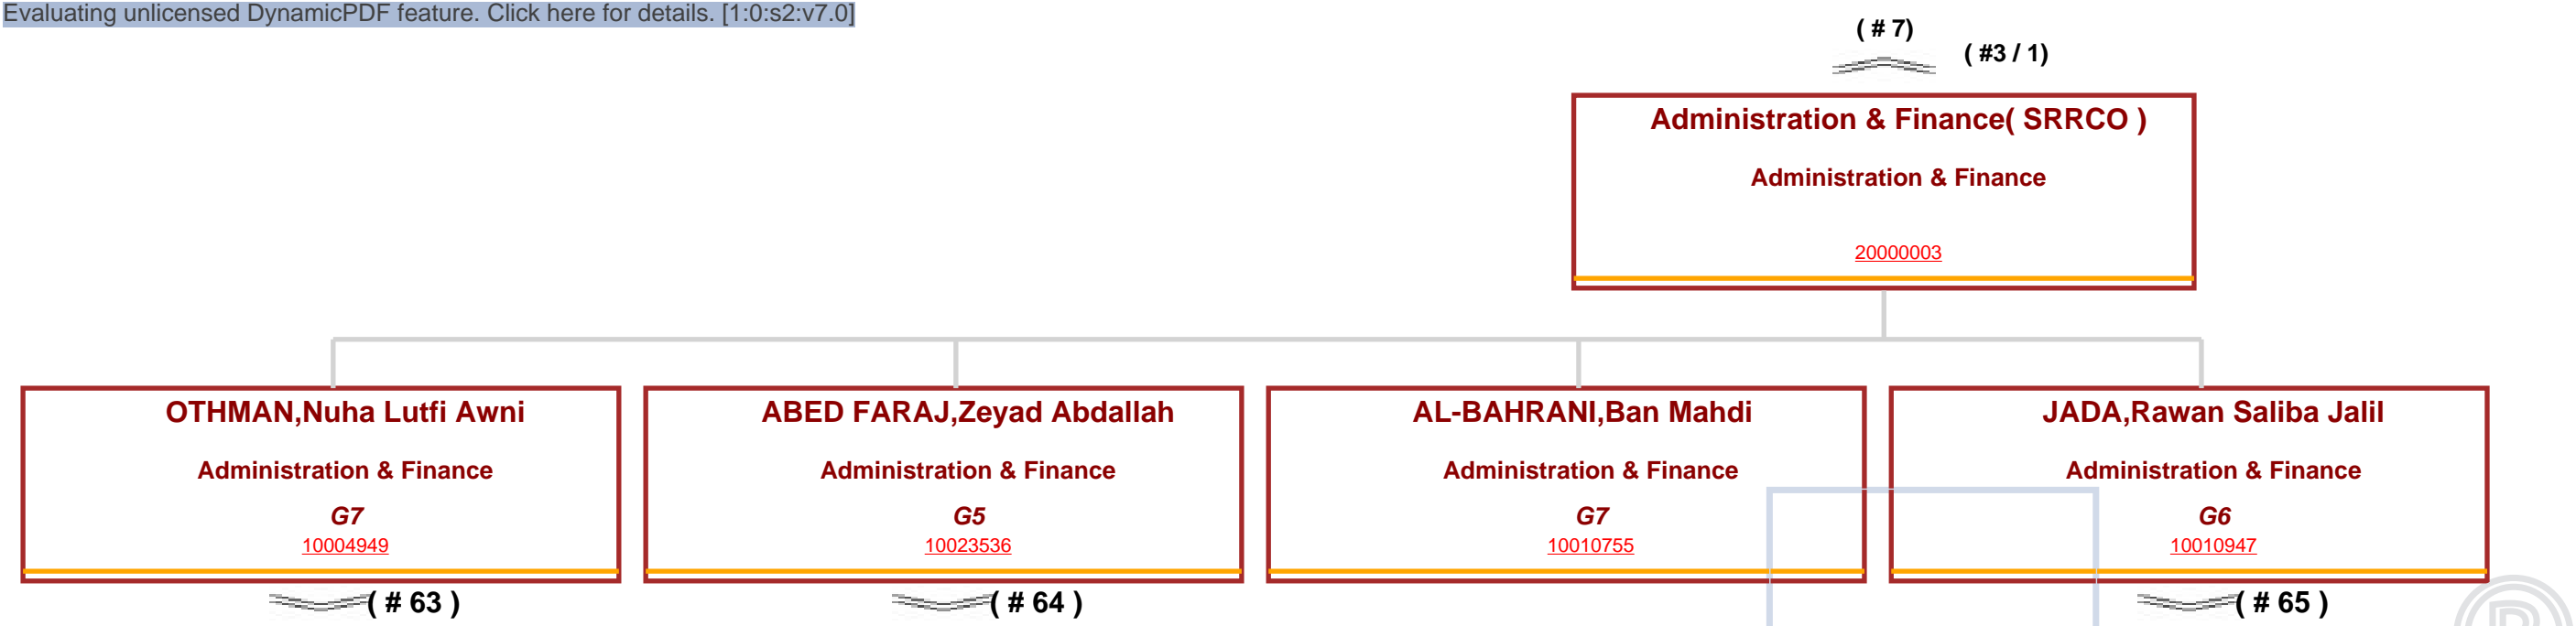 Evaluating unlicensed DynamicPDF feature. Click here for details. [1:0:s2:v7.0]
( # 7)
( #3 / 1)
Administration & Finance( SRRCO )
Administration & Finance
20000003
OTHMAN,Nuha Lutfi Awni
Administration & Finance
G7
10004949
( # 63 )
ABED FARAJ,Zeyad Abdallah
Administration & Finance
G5
10023536
( # 64 )
AL-BAHRANI,Ban Mahdi
Administration & Finance
G7
10010755
JADA,Rawan Saliba Jalil
Administration & Finance
G6
10010947
( # 65 )